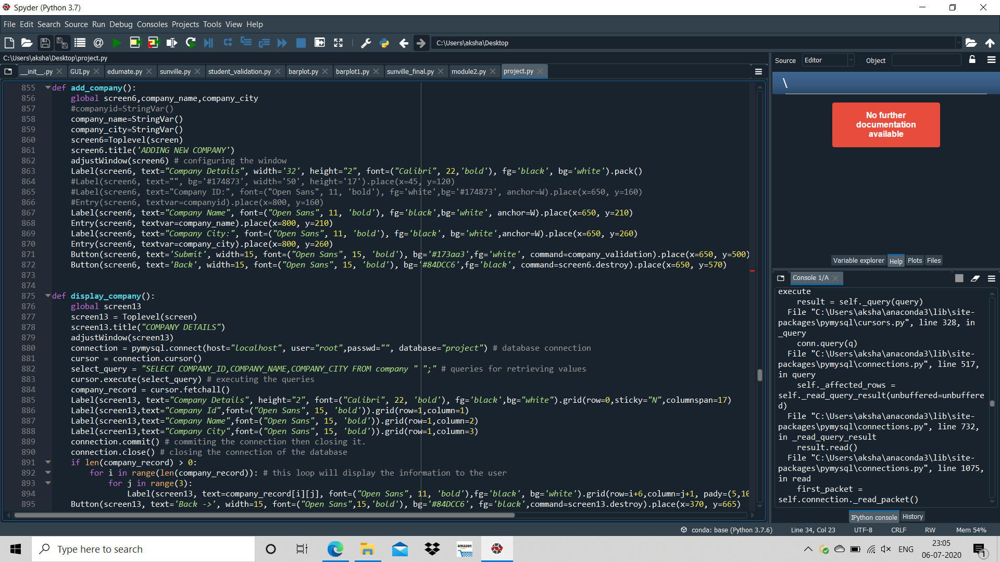 Spyder (Python 3.7)
File Edit Search Source Run Debug Consoles Projects Tools View Help
C:\Users\aksha\Desktop
C:\Users\aksha\Desktop\project.py
__init__.py GUI.py edumate.py sunville.py student_validation.py barplot.py barplot1.py sunville_final.py module2.py project.py
855 def add_company():
856 global screen6,company_name,company_city
857 #companyid=StringVar()
858 company_name=StringVar()
859 company_city=StringVar()
860 screen6=Toplevel(screen)
861 screen6.title('ADDING NEW COMPANY')
862 adjustWindow(screen6) # configuring the window
863 Label(screen6, text="Company Details", width='32', height="2", font=("Calibri", 22,'bold'), fg='black', bg='white').pack()
864 #Label(screen6, text="", bg='#174873', width='50', height='17').place(x=45, y=120)
865 #Label(screen6, text="Company ID:", font=("Open Sans", 11, 'bold'), fg='white',bg='#174873', anchor=W).place(x=650, y=160)
866 #Entry(screen6, textvar=companyid).place(x=800, y=160)
867 Label(screen6, text="Company Name", font=("Open Sans", 11, 'bold'), fg='black',bg='white', anchor=W).place(x=650, y=210)
868 Entry(screen6, textvar=company_name).place(x=800, y=210)
869 Label(screen6, text="Company City:", font=("Open Sans", 11, 'bold'), fg='black', bg='white',anchor=W).place(x=650, y=260)
870 Entry(screen6, textvar=company_city).place(x=800, y=260)
871 Button(screen6, text='Submit', width=15, font=("Open Sans", 15, 'bold'), bg='#173aa3',fg='white', command=company_validation).place(x=650, y=500)
872 Button(screen6, text='Back', width=15, font=("Open Sans", 15, 'bold'), bg='#84DCC6',fg='black', command=screen6.destroy).place(x=650, y=570)
873
874
875 def display_company():
876 global screen13
877 screen13 = Toplevel(screen)
878 screen13.title("COMPANY DETAILS")
879 adjustWindow(screen13)
880 connection = pymysql.connect(host="localhost", user="root",passwd="", database="project") # database connection
881 cursor = connection.cursor()
882 select_query = "SELECT COMPANY_ID,COMPANY_NAME,COMPANY_CITY FROM company " ";" # queries for retrieving values
883 cursor.execute(select_query) # executing the queries
884 company_record = cursor.fetchall()
885 Label(screen13, text="Company Details", height="2", font=("Calibri", 22, 'bold'), fg='black',bg="white").grid(row=0,sticky="N",columnspan=17)
886 Label(screen13,text="Company Id",font=("Open Sans", 15, 'bold')).grid(row=1,column=1)
887 Label(screen13,text="Company Name",font=("Open Sans", 15, 'bold')).grid(row=1,column=2)
888 Label(screen13,text="Company City",font=("Open Sans", 15, 'bold')).grid(row=1,column=3)
889 connection.commit() # commiting the connection then closing it.
890 connection.close() # closing the connection of the database
891 if len(company_record) > 0:
892 for i in range(len(company_record)): # this loop will display the information to the user
893 for j in range(3):
894 Label(screen13, text=company_record[i][j], font=("Open Sans", 11, 'bold'),fg='black', bg='white').grid(row=i+6,column=j+1, pady=(5,10
895 Button(screen13, text='Back ->', width=15, font=("Open Sans",15,'bold'), bg='#84DCC6', fg='black',command=screen13.destroy).place(x=370, y=665)
Source Editor Object
\
No further
documentation
available
Variable explorer Help Plots Files
Console 1/A
execute
result = self._query(query)
File "C:\Users\aksha\anaconda3\lib\site-
packages\pymysql\cursors.py", line 328, in
_query
conn.query(q)
File "C:\Users\aksha\anaconda3\lib\site-
packages\pymysql\connections.py", line 517,
in query
self._affected_rows =
self._read_query_result(unbuffered=unbuffere
d)
File "C:\Users\aksha\anaconda3\lib\site-
packages\pymysql\connections.py", line 732,
in _read_query_result
result.read()
File "C:\Users\aksha\anaconda3\lib\site-
packages\pymysql\connections.py", line 1075,
in read
first_packet =
self.connection._read_packet()
IPython console History
conda: base (Python 3.7.6) Line 34, Col 23 UTF-8 CRLF RW Mem 54%
Type here to search
amazon
ENG
23:05
06-07-2020
1